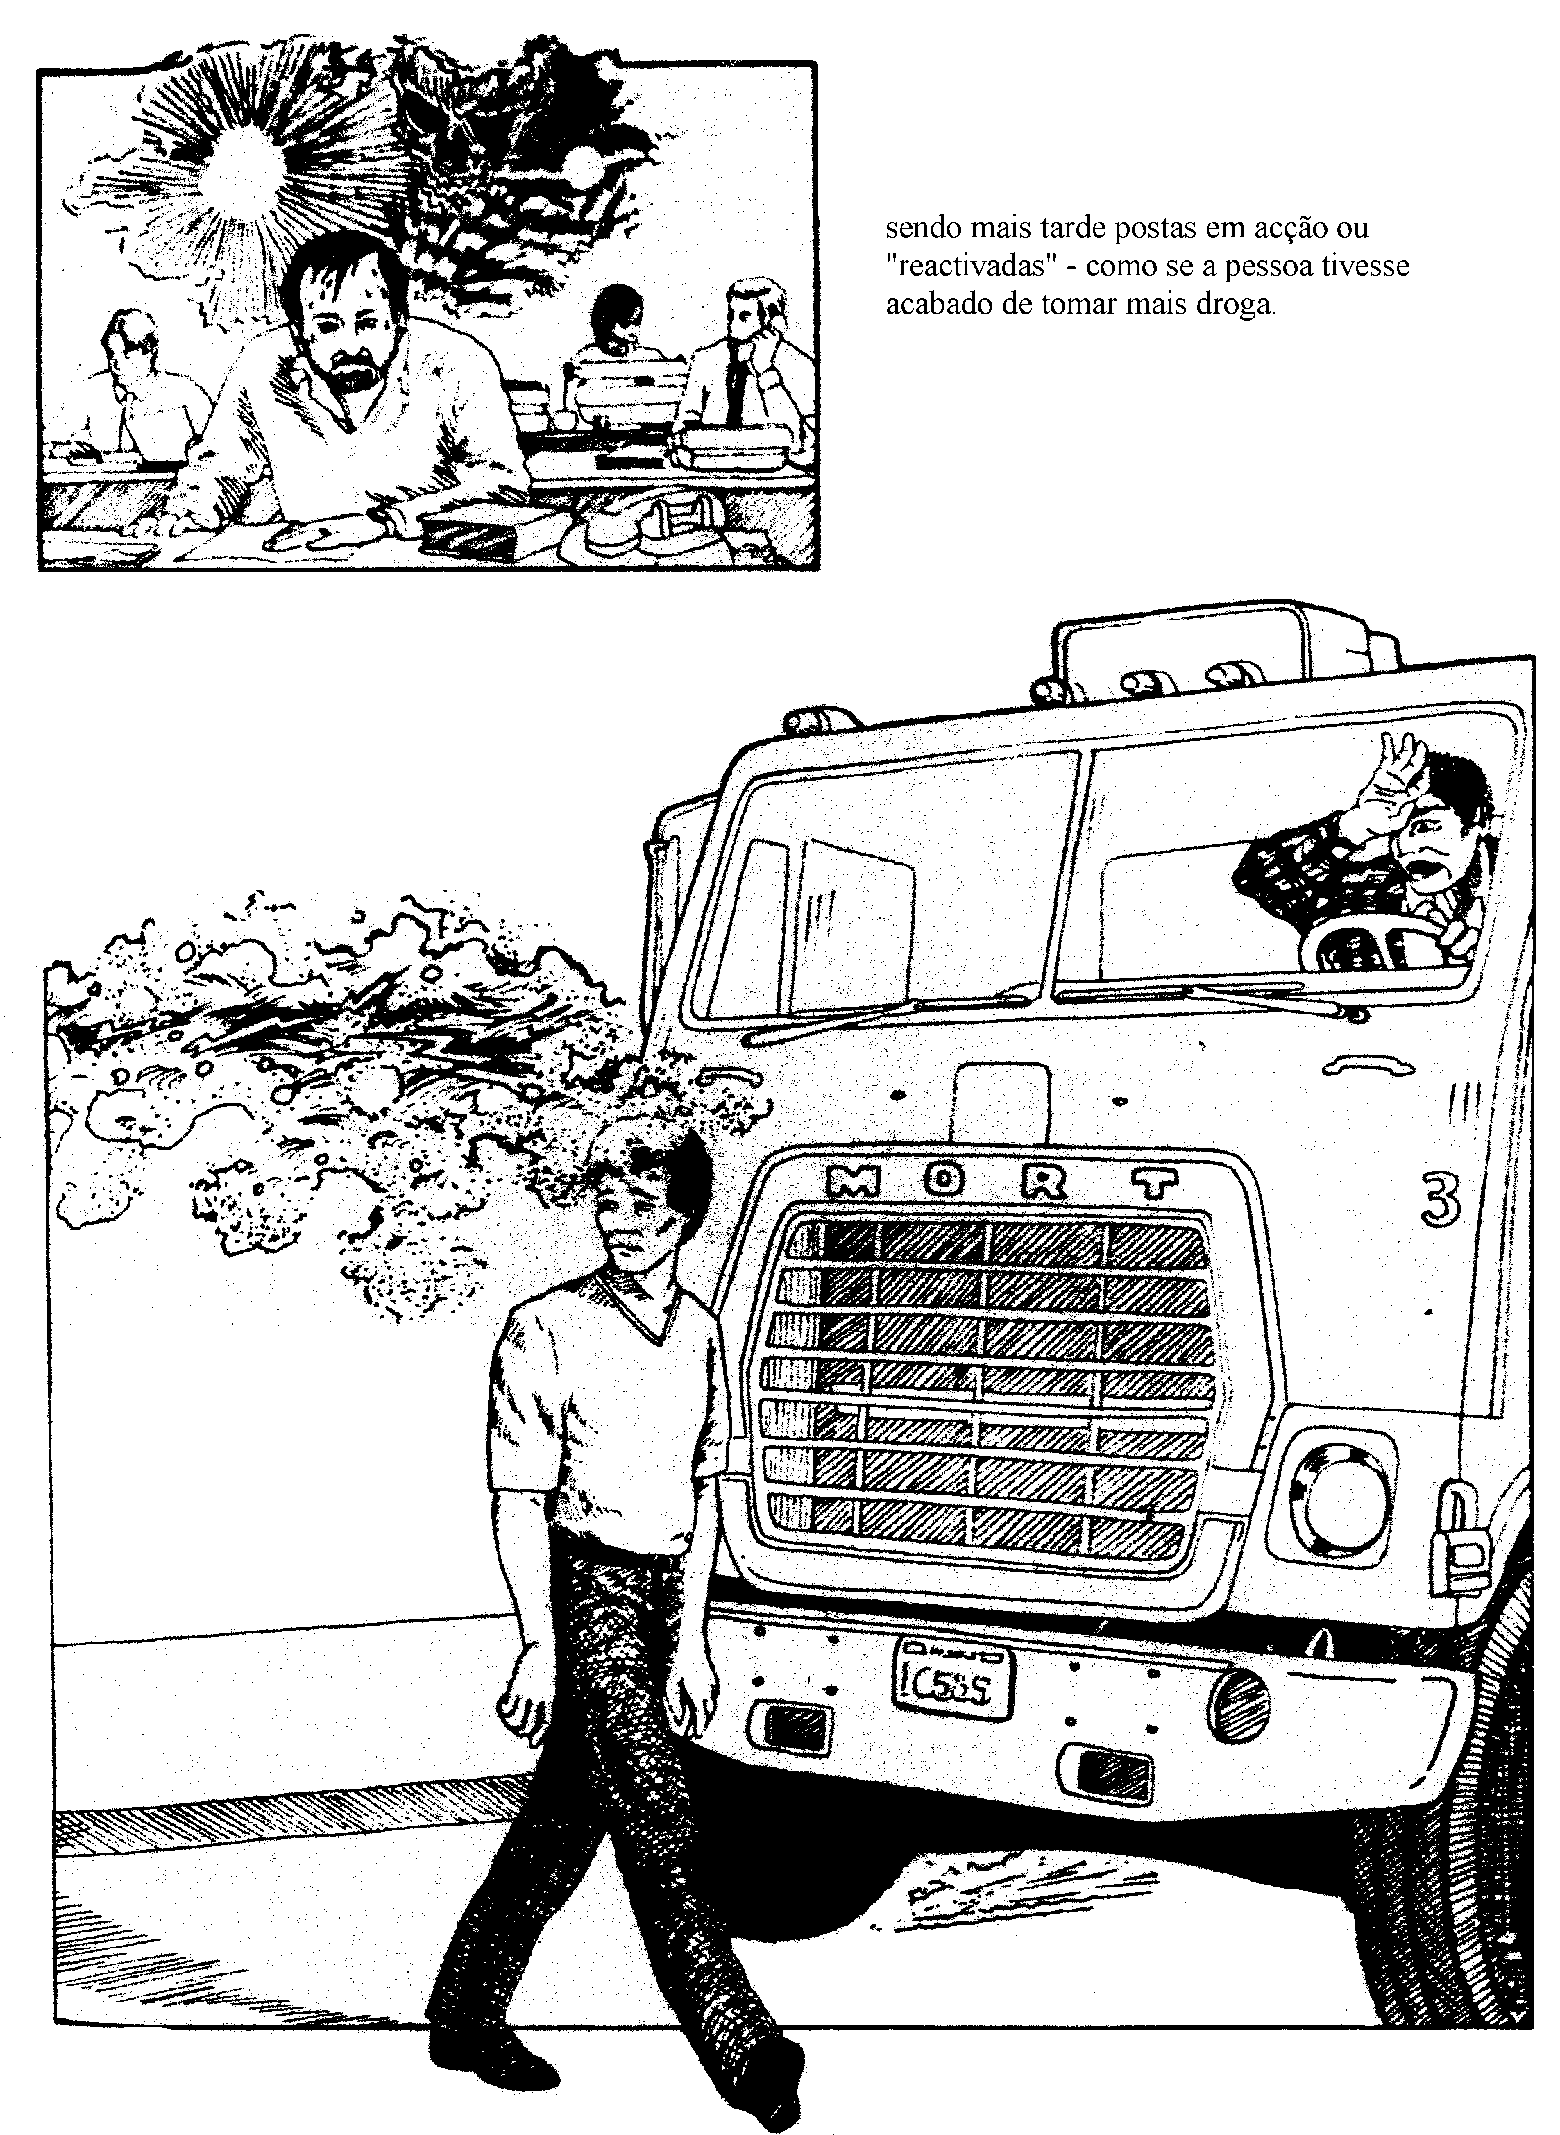 sendo mais tarde postas em acção ou
"reactivadas" - como se a pessoa tivesse
acabado de tomar mais droga.
MORT
3